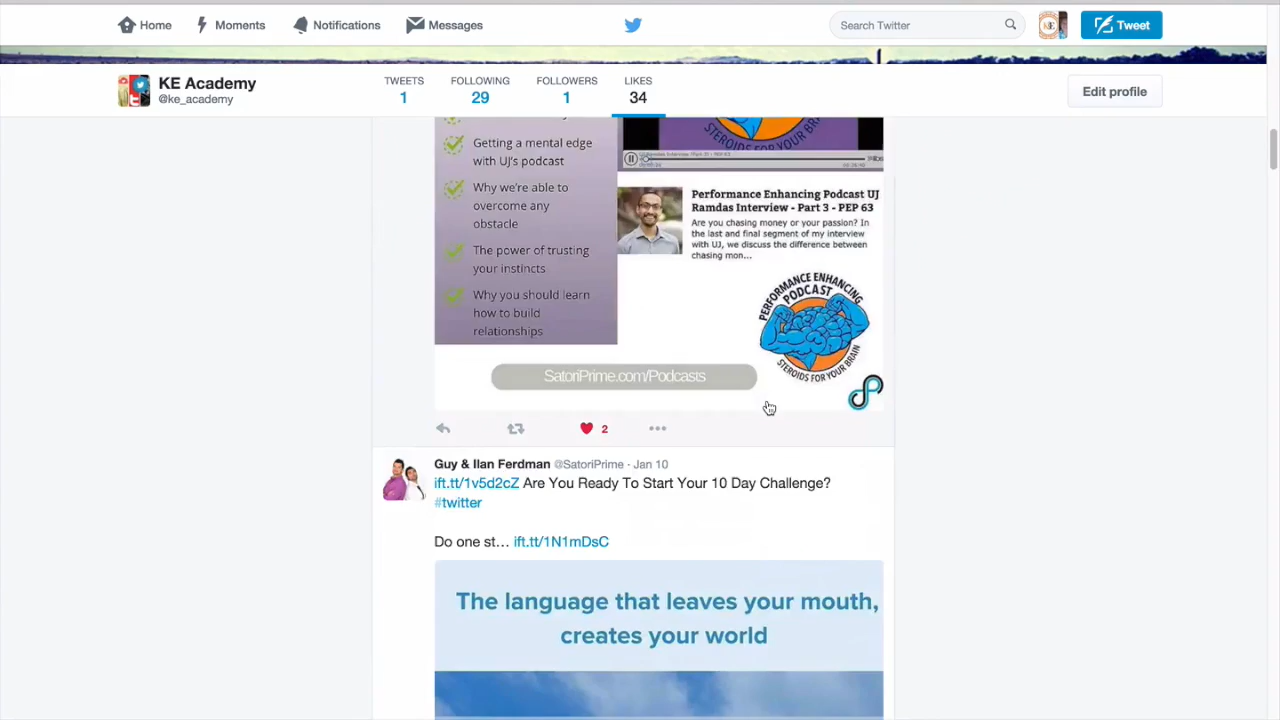 Home
Moments
Notifications
Messages
Search Twitter
Tweet
KE Academy
@ke_academy
TWEETS
1
FOLLOWING
29
FOLLOWERS
1
LIKES
34
Edit profile
Getting a mental edge
with UJ's podcast
Why we're able to
overcome any
obstacle
The power of trusting
your instincts
Why you should learn
how to build
relationships
STEROIDS FOR YOUR BRAIN
Performance Enhancing Podcast UJ
Ramdas Interview - Part 3 - PEP 63
Are you chasing money or your passion? In
the last and final segment of my interview
with UJ, we discuss the difference between
chasing mon...
PERFORMANCE ENHANCING
PODCAST
STEROIDS FOR YOUR BRAIN
SatoriPrime.com/Podcasts
2
Guy & Ilan Ferdman @SatoriPrime · Jan 10
ift.tt/1v5d2cZ Are You Ready To Start Your 10 Day Challenge?
#twitter
Do one st… ift.tt/1N1mDsC
The language that leaves your mouth,
creates your world